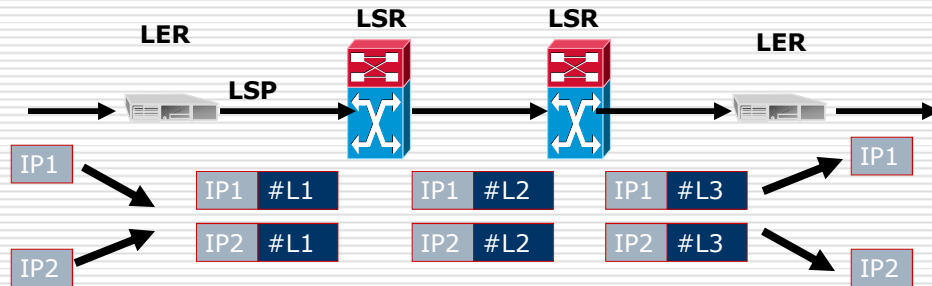 LSR LSR
LER LER
LSP
IP1 IP1
IP1 #L1 IP1 #L2 IP1 #L3
IP2 #L1 IP2 #L2 IP2 #L3
IP2 IP2